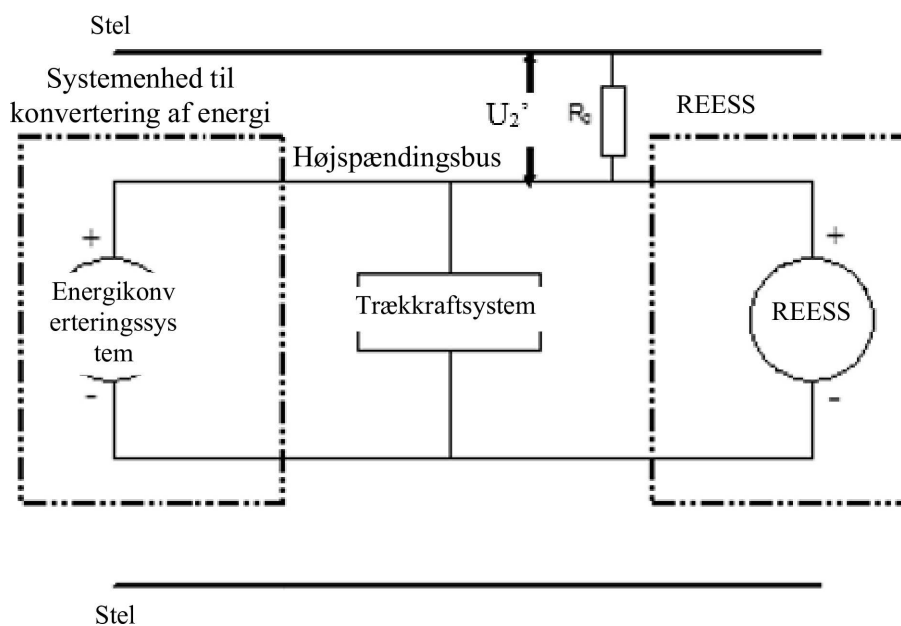 Stel
Systemenhed til
konvertering af energi
REESS
U₂'
R₀
Højspændingsbus
+
+
Energikonv
erteringssys
tem
Trækkraftsystem
REESS
-
-
Stel